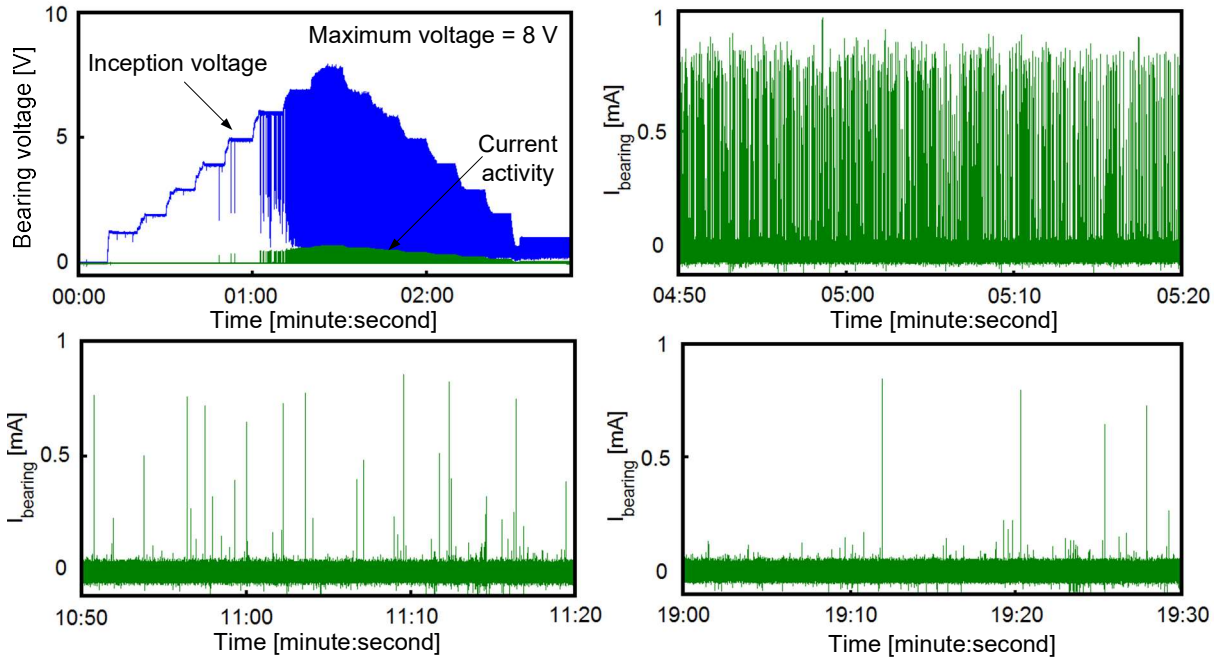 10
Maximum voltage = 8 V
Inception voltage
Bearing voltage [V]
5
Current
activity
0
00:00
01:00
02:00
Time [minute:second]
1
I_bearing [mA]
0.5
0
04:50
05:00
05:10
05:20
Time [minute:second]
1
I_bearing [mA]
0.5
0
10:50
11:00
11:10
11:20
Time [minute:second]
1
I_bearing [mA]
0.5
0
19:00
19:10
19:20
19:30
Time [minute:second]